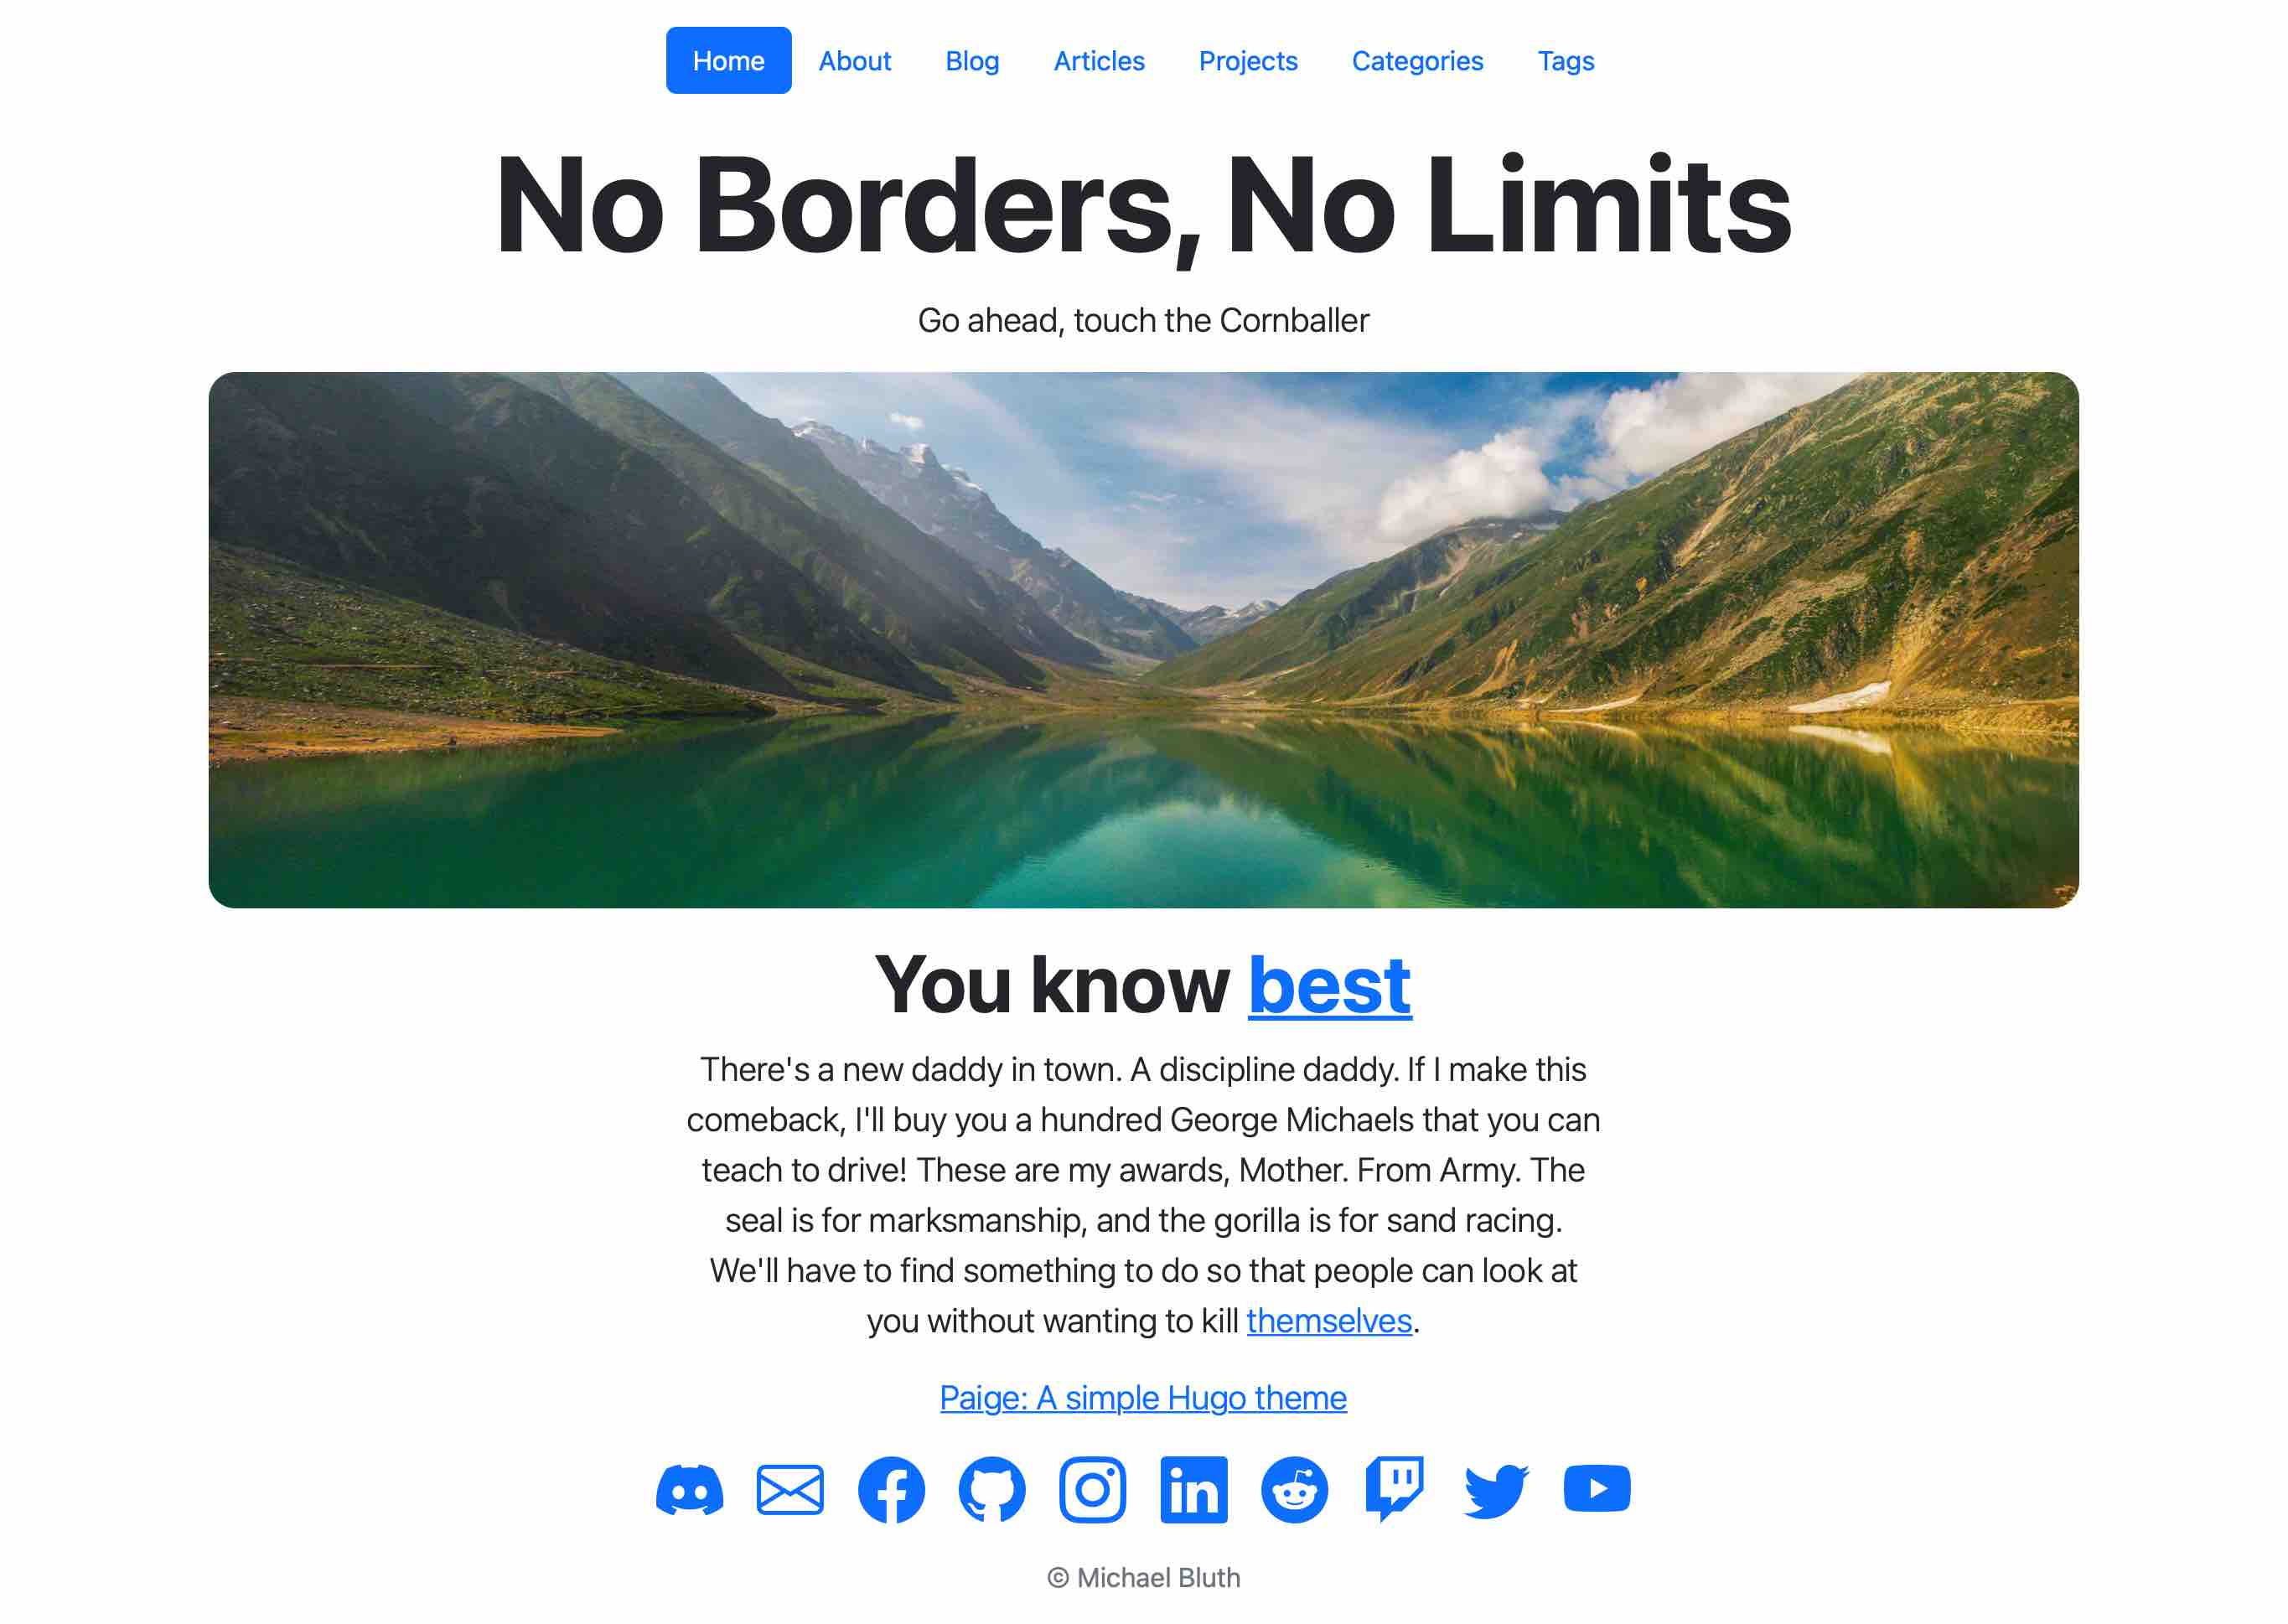 Home About Blog Articles Projects Categories Tags
No Borders, No Limits
Go ahead, touch the Cornballer
You know best
There's a new daddy in town. A discipline daddy. If I make this
comeback, I'll buy you a hundred George Michaels that you can
teach to drive! These are my awards, Mother. From Army. The
seal is for marksmanship, and the gorilla is for sand racing.
We'll have to find something to do so that people can look at
you without wanting to kill themselves.
Paige: A simple Hugo theme
© Michael Bluth